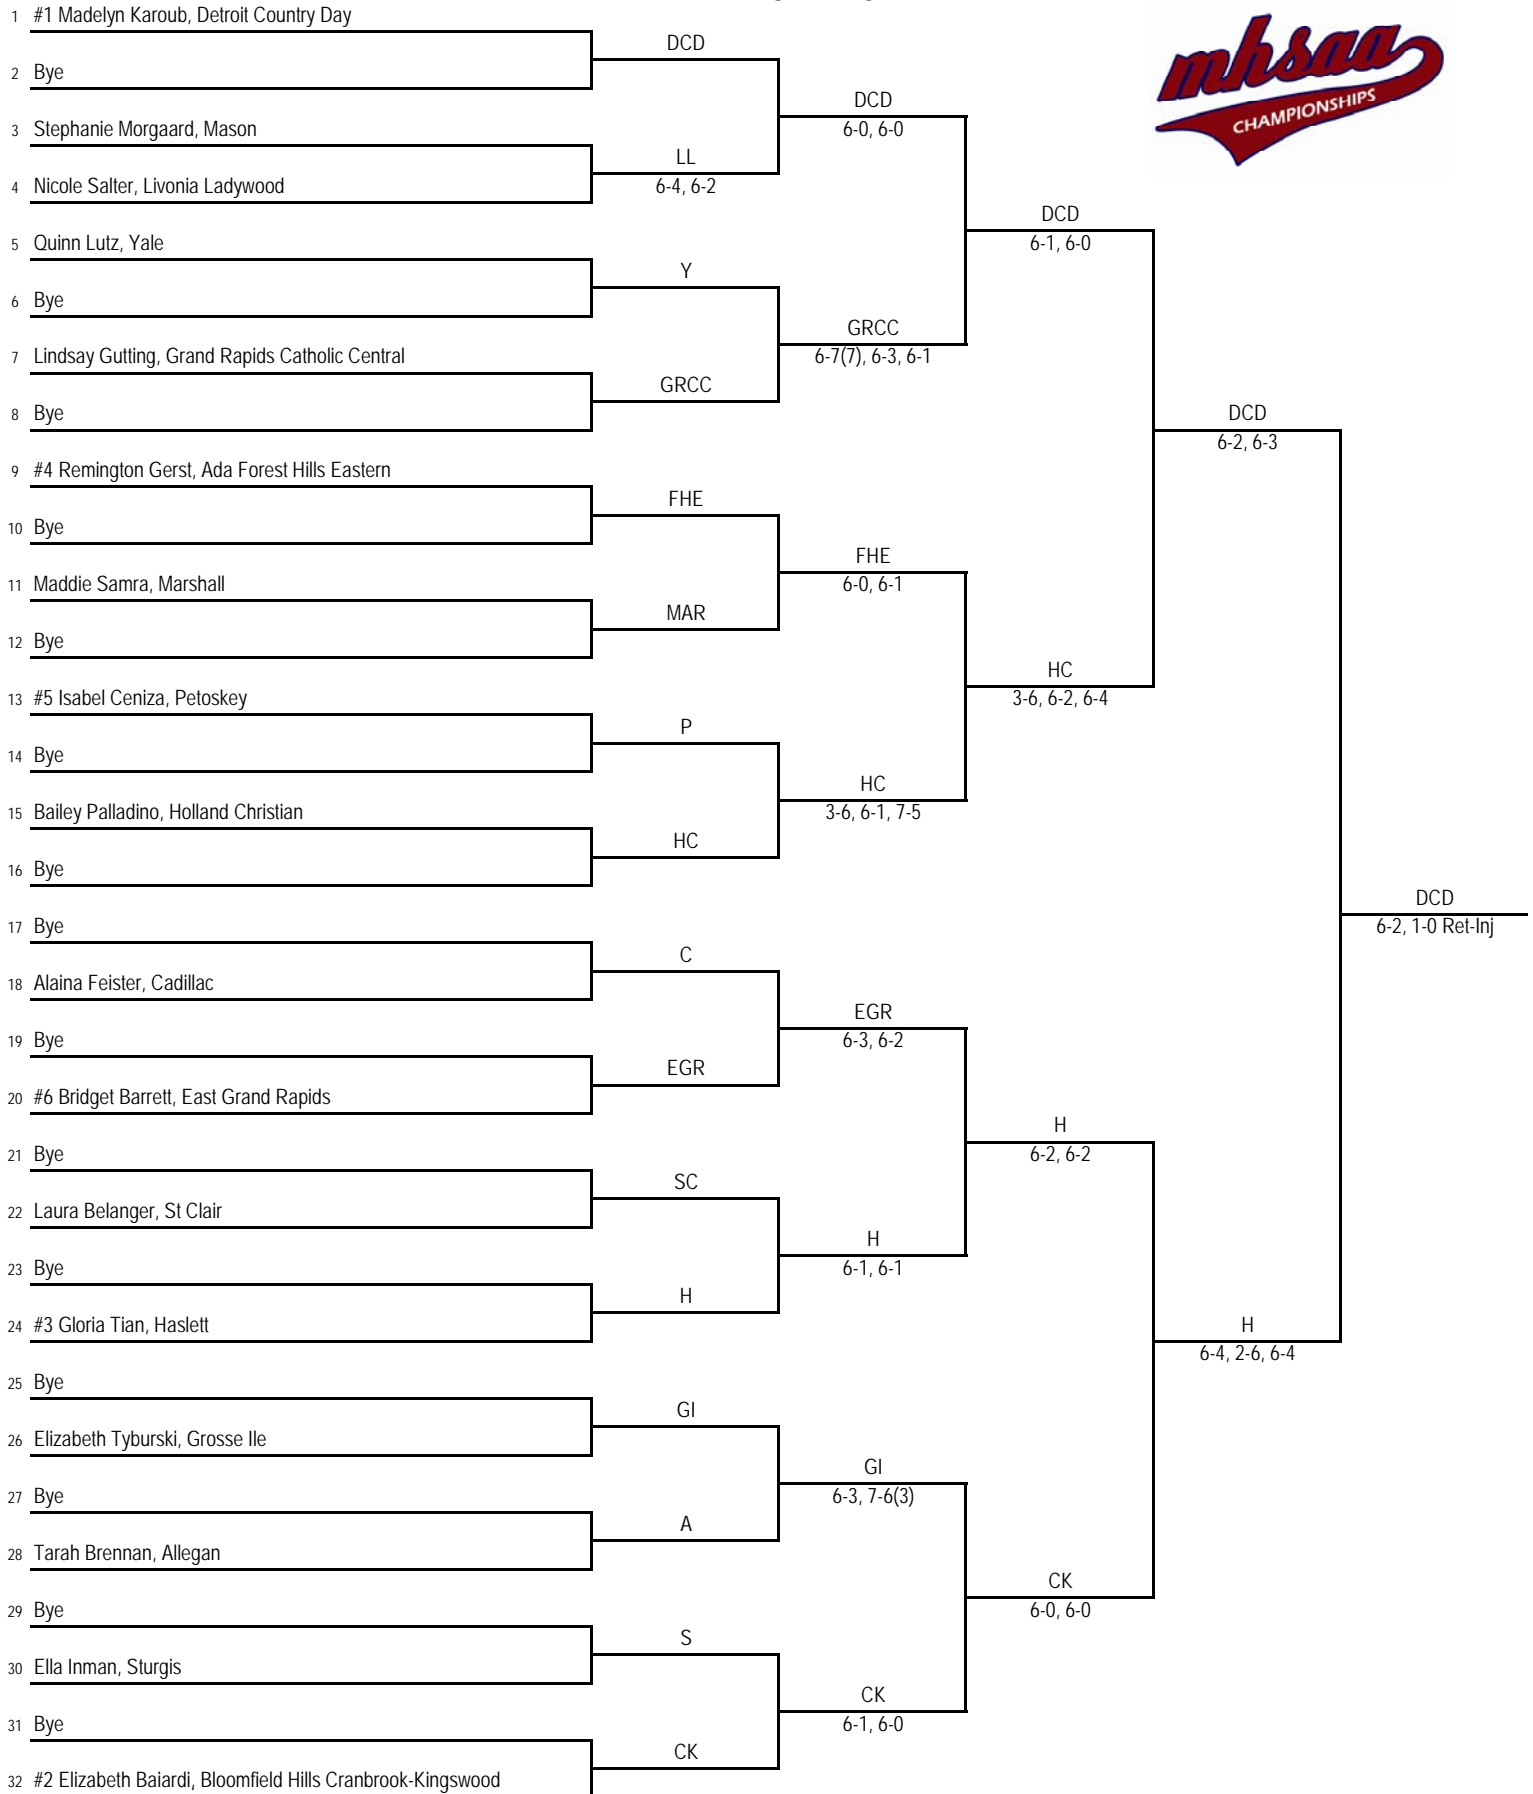 mhsaa
CHAMPIONSHIPS
1 #1 Madelyn Karoub, Detroit Country Day
DCD
2 Bye
DCD
6-0, 6-0
3 Stephanie Morgaard, Mason
LL
6-4, 6-2
4 Nicole Salter, Livonia Ladywood
DCD
6-1, 6-0
5 Quinn Lutz, Yale
Y
6 Bye
GRCC
6-7(7), 6-3, 6-1
7 Lindsay Gutting, Grand Rapids Catholic Central
GRCC
8 Bye
DCD
6-2, 6-3
9 #4 Remington Gerst, Ada Forest Hills Eastern
FHE
10 Bye
FHE
6-0, 6-1
11 Maddie Samra, Marshall
MAR
12 Bye
HC
3-6, 6-2, 6-4
13 #5 Isabel Ceniza, Petoskey
P
14 Bye
HC
3-6, 6-1, 7-5
15 Bailey Palladino, Holland Christian
HC
16 Bye
DCD
6-2, 1-0 Ret-Inj
17 Bye
C
18 Alaina Feister, Cadillac
EGR
6-3, 6-2
19 Bye
EGR
20 #6 Bridget Barrett, East Grand Rapids
H
6-2, 6-2
21 Bye
SC
22 Laura Belanger, St Clair
H
6-1, 6-1
23 Bye
H
24 #3 Gloria Tian, Haslett
H
6-4, 2-6, 6-4
25 Bye
GI
26 Elizabeth Tyburski, Grosse Ile
GI
6-3, 7-6(3)
27 Bye
A
28 Tarah Brennan, Allegan
CK
6-0, 6-0
29 Bye
S
30 Ella Inman, Sturgis
CK
6-1, 6-0
31 Bye
CK
32 #2 Elizabeth Baiardi, Bloomfield Hills Cranbrook-Kingswood